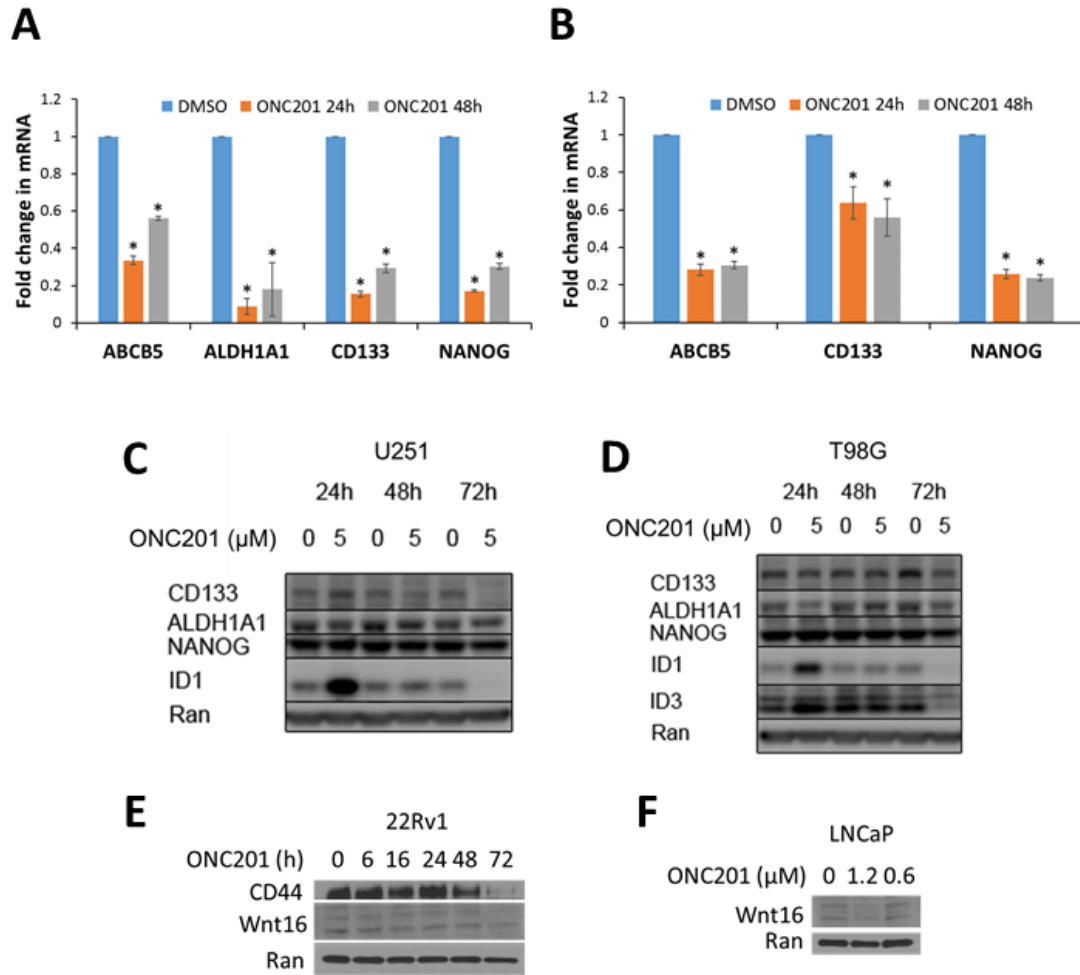 A
B
DMSO ONC201 24h ONC201 48h
Fold change in mRNA
1.2
1
0.8
0.6
0.4
0.2
0
* * * * * * * *
ABCB5 ALDH1A1 CD133 NANOG
DMSO ONC201 24h ONC201 48h
Fold change in mRNA
1.2
1
0.8
0.6
0.4
0.2
0
* * * * * *
ABCB5 CD133 NANOG
C
U251
24h 48h 72h
ONC201 (µM) 0 5 0 5 0 5
CD133
ALDH1A1
NANOG
ID1
Ran
D
T98G
24h 48h 72h
ONC201 (µM) 0 5 0 5 0 5
CD133
ALDH1A1
NANOG
ID1
ID3
Ran
E
22Rv1
ONC201 (h) 0 6 16 24 48 72
CD44
Wnt16
Ran
F
LNCaP
ONC201 (µM) 0 1.2 0.6
Wnt16
Ran